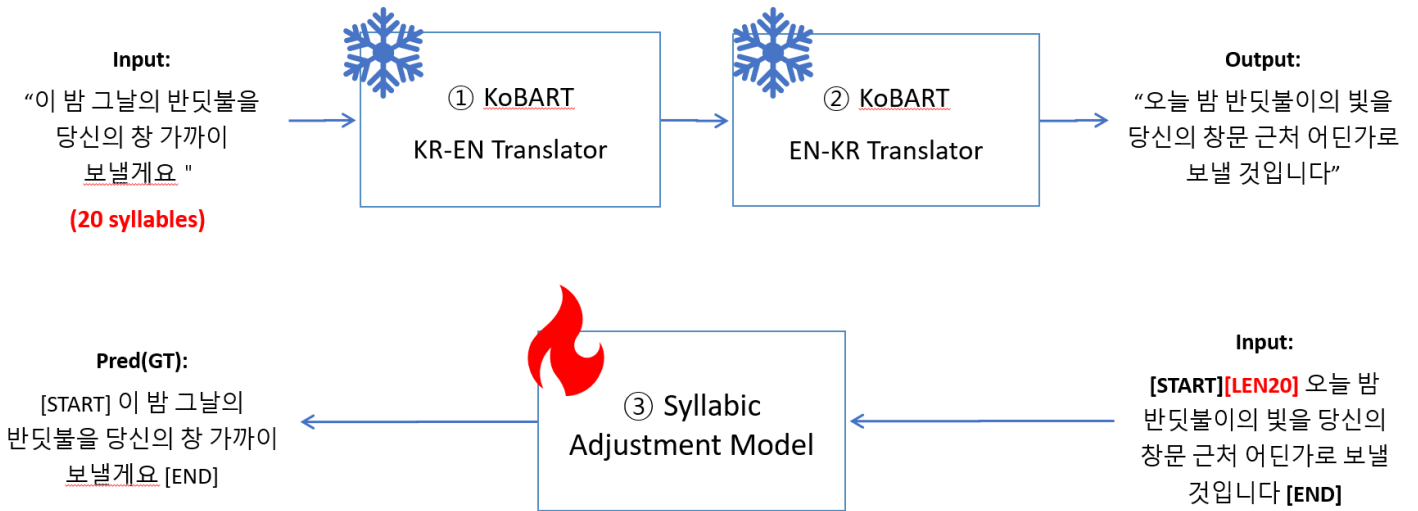 Input:
“이 밤 그날의 반딧불을
당신의 창 가까이
보낼게요 "
(20 syllables)
① KoBART
KR-EN Translator
② KoBART
EN-KR Translator
Output:
“오늘 밤 반딧불이의 빛을
당신의 창문 근처 어딘가로
보낼 것입니다”
Pred(GT):
[START] 이 밤 그날의
반딧불을 당신의 창 가까이
보낼게요 [END]
③ Syllabic
Adjustment Model
Input:
[START][LEN20] 오늘 밤
반딧불이의 빛을 당신의
창문 근처 어딘가로 보낼
것입니다 [END]